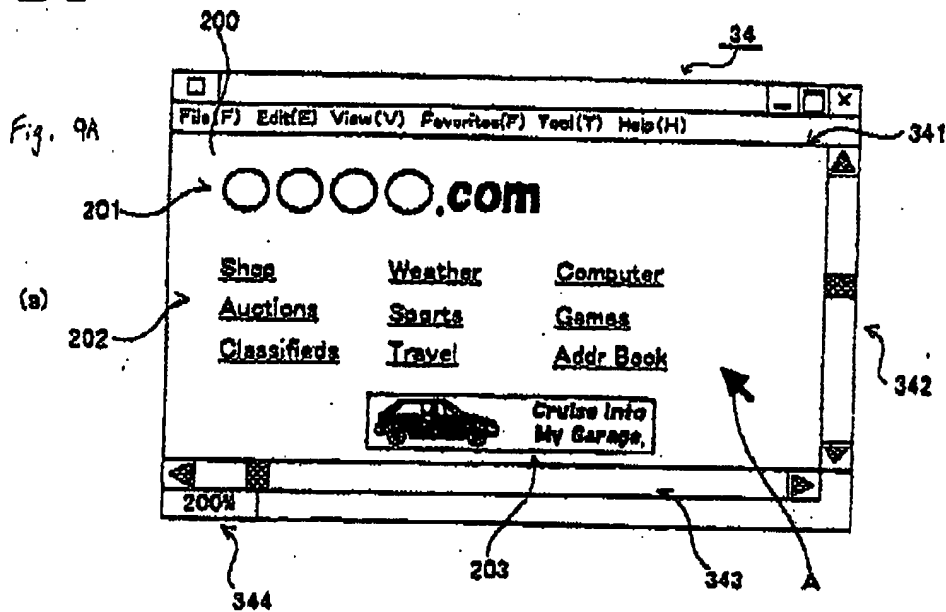 200
34
Fig. 9A
File(F) Edit(E) View(V) Favorites(F) Tool(T) Help(H)
341
201
○○○○.com
(a)
202
Shop Weather Computer
Auctions Sports Games
Classifieds Travel Addr Book
342
Cruise Into
My Garage.
200%
344
203
343
A